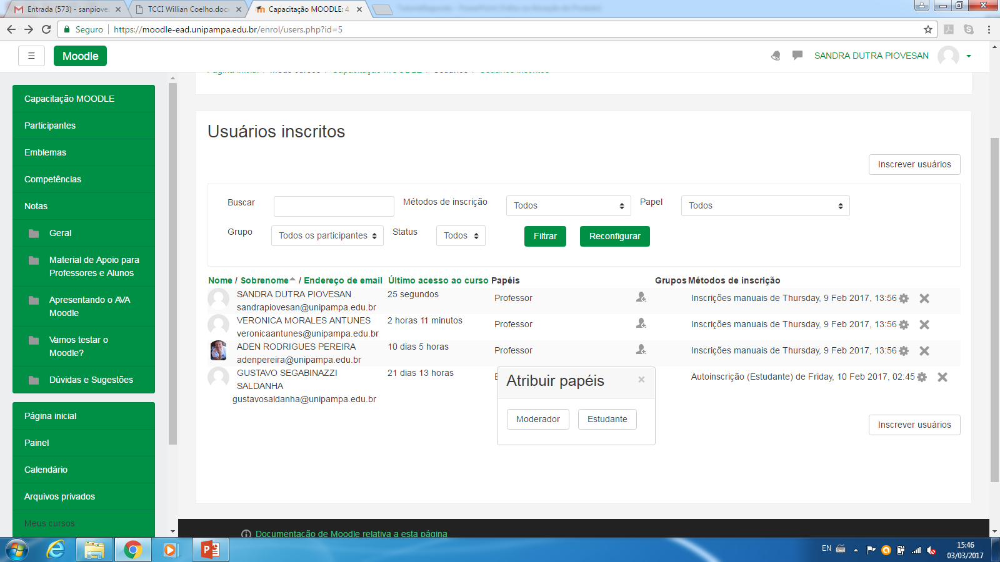 Entrada (573) - sanpioves
TCCI Willian Coelho.docx
Capacitação MOODLE: 4
Seguro
https://moodle-ead.unipampa.edu.br/enrol/users.php?id=5
☰ Moodle
SANDRA DUTRA PIOVESAN
Capacitação MOODLE
Participantes
Emblemas
Competências
Notas
Geral
Material de Apoio para
Professores e Alunos
Apresentando o AVA
Moodle
Vamos testar o
Moodle?
Dúvidas e Sugestões
Página inicial
Painel
Calendário
Arquivos privados
Meus cursos
Usuários inscritos
Inscrever usuários
Buscar
Métodos de inscrição Todos
Papel Todos
Grupo Todos os participantes
Status Todos
Filtrar Reconfigurar
Nome / Sobrenome / Endereço de email Último acesso ao curso Papéis Grupos Métodos de inscrição
SANDRA DUTRA PIOVESAN 25 segundos Professor Inscrições manuais de Thursday, 9 Feb 2017, 13:56
sandrapiovesan@unipampa.edu.br
VERONICA MORALES ANTUNES 2 horas 11 minutos Professor Inscrições manuais de Thursday, 9 Feb 2017, 13:56
veronicaantunes@unipampa.edu.br
ADEN RODRIGUES PEREIRA 10 dias 5 horas Professor Inscrições manuais de Thursday, 9 Feb 2017, 13:56
adenpereira@unipampa.edu.br
GUSTAVO SEGABINAZZI 21 dias 13 horas Autoinscrição (Estudante) de Friday, 10 Feb 2017, 02:45
SALDANHA
gustavosaldanha@unipampa.edu.br
Atribuir papéis ×
Moderador Estudante
Inscrever usuários
Documentação de Moodle relativa a esta página
EN
15:46
03/03/2017